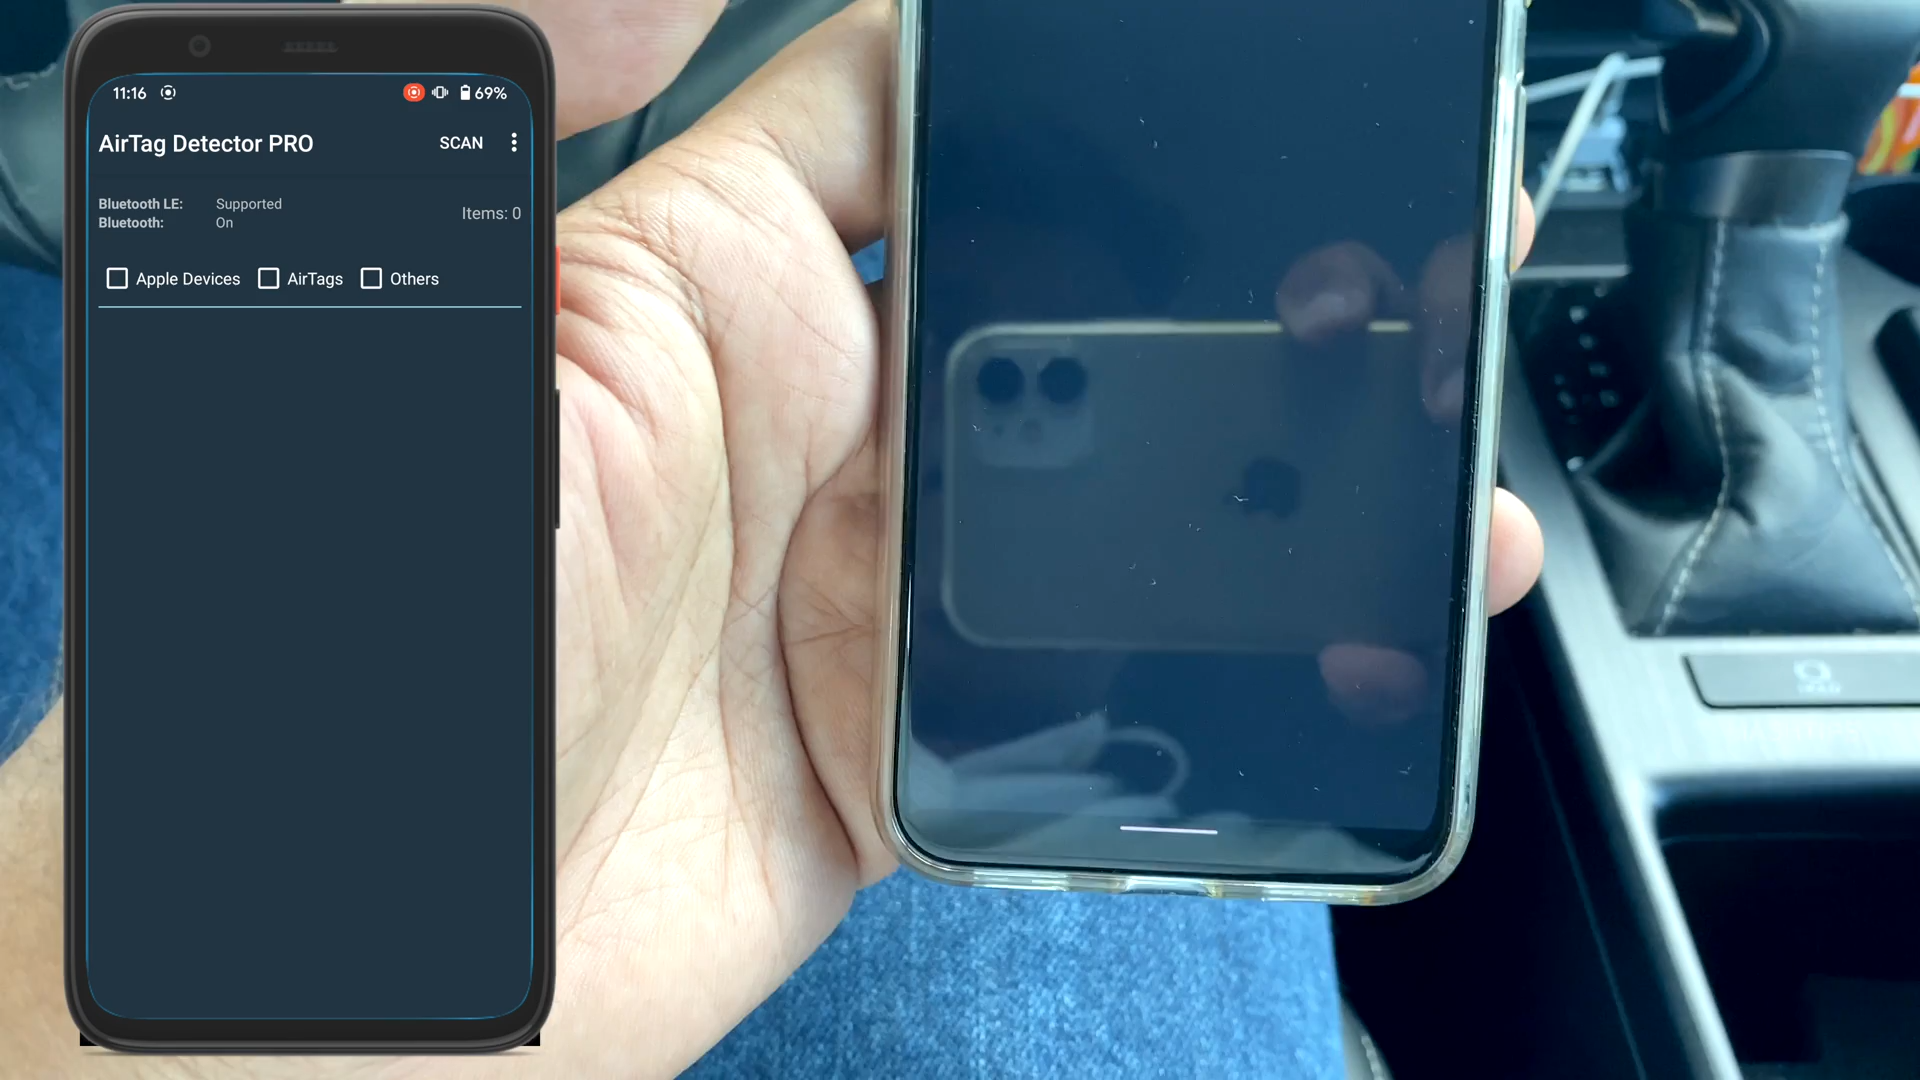 11:16 69%
AirTag Detector PRO SCAN
Bluetooth LE: Supported
Bluetooth: On
Items: 0
Apple Devices AirTags Others